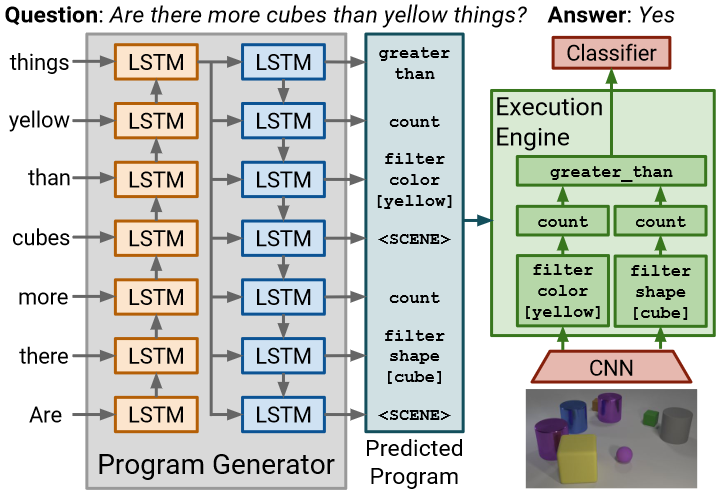 Question: Are there more cubes than yellow things? Answer: Yes
things
yellow
than
cubes
more
there
Are
LSTM
LSTM
LSTM
LSTM
LSTM
LSTM
LSTM
LSTM
LSTM
LSTM
LSTM
LSTM
LSTM
LSTM
Program Generator
greater
than
count
filter
color
[yellow]
<SCENE>
count
filter
shape
[cube]
<SCENE>
Predicted
Program
Classifier
Execution
Engine
greater_than
count
count
filter
color
[yellow]
filter
shape
[cube]
CNN